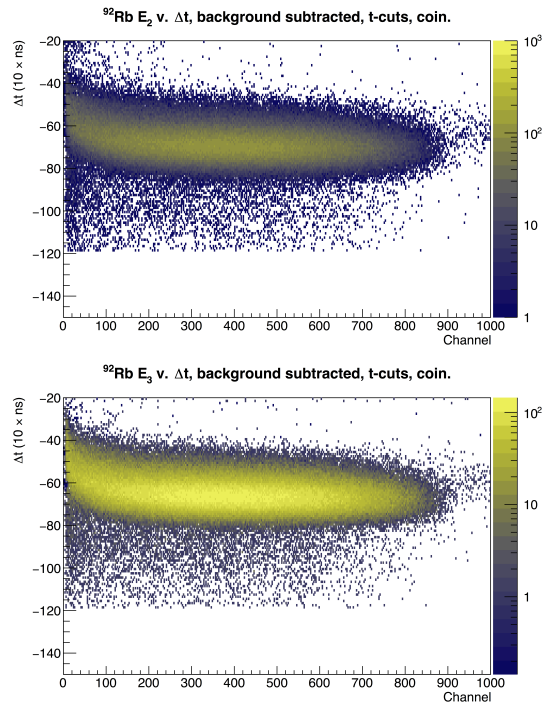 ⁹²Rb E₂ v. Δt, background subtracted, t-cuts, coin.
Δt (10 × ns)
−20
−40
−60
−80
−100
−120
−140
0 100 200 300 400 500 600 700 800 900 1000
Channel
10³
10²
10
1
⁹²Rb E₃ v. Δt, background subtracted, t-cuts, coin.
Δt (10 × ns)
−20
−40
−60
−80
−100
−120
−140
0 100 200 300 400 500 600 700 800 900 1000
Channel
10²
10
1